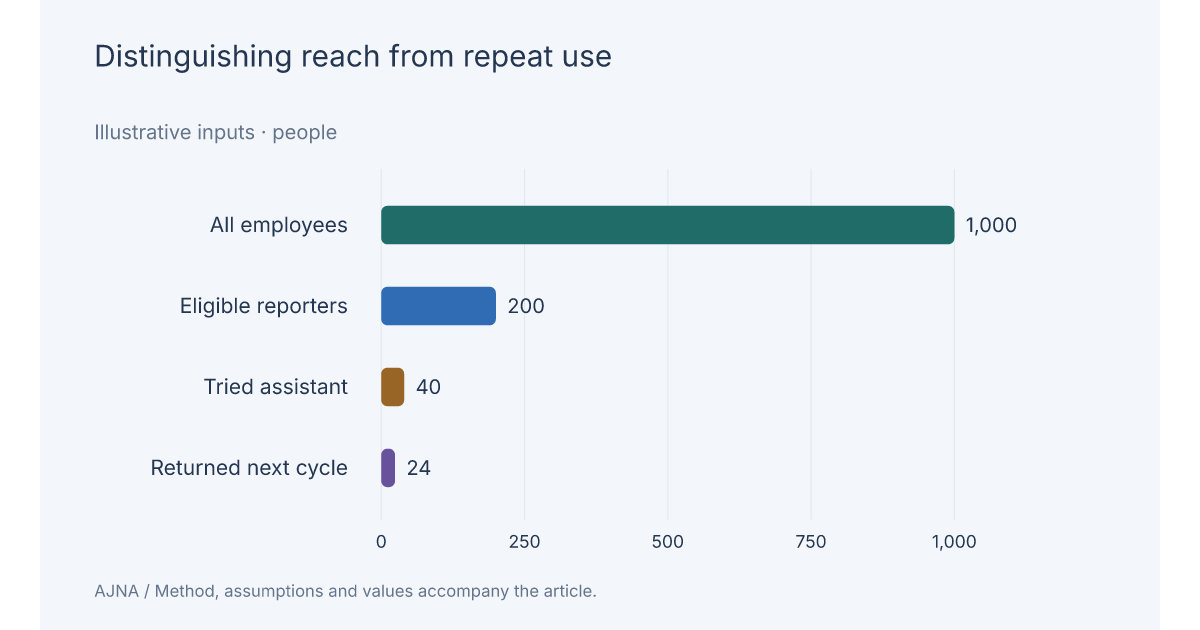 Distinguishing reach from repeat use
Illustrative inputs · people
All employees 1,000
Eligible reporters 200
Tried assistant 40
Returned next cycle 24
0 250 500 750 1,000
AJNA / Method, assumptions and values accompany the article.